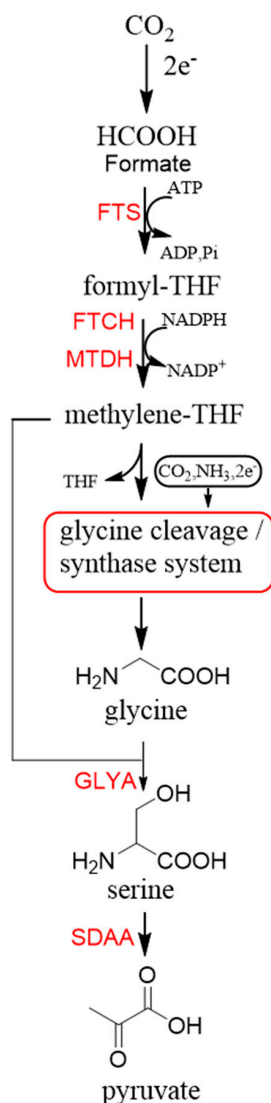 CO2
2e-
HCOOH
Formate
ATP
FTS
ADP,Pi
formyl-THF
FTCH
NADPH
MTDH
NADP+
methylene-THF
THF
CO2,NH3,2e-
glycine cleavage /
synthase system
H2N
COOH
glycine
GLYA
OH
H2N
COOH
serine
SDAA
O
OH
O
pyruvate